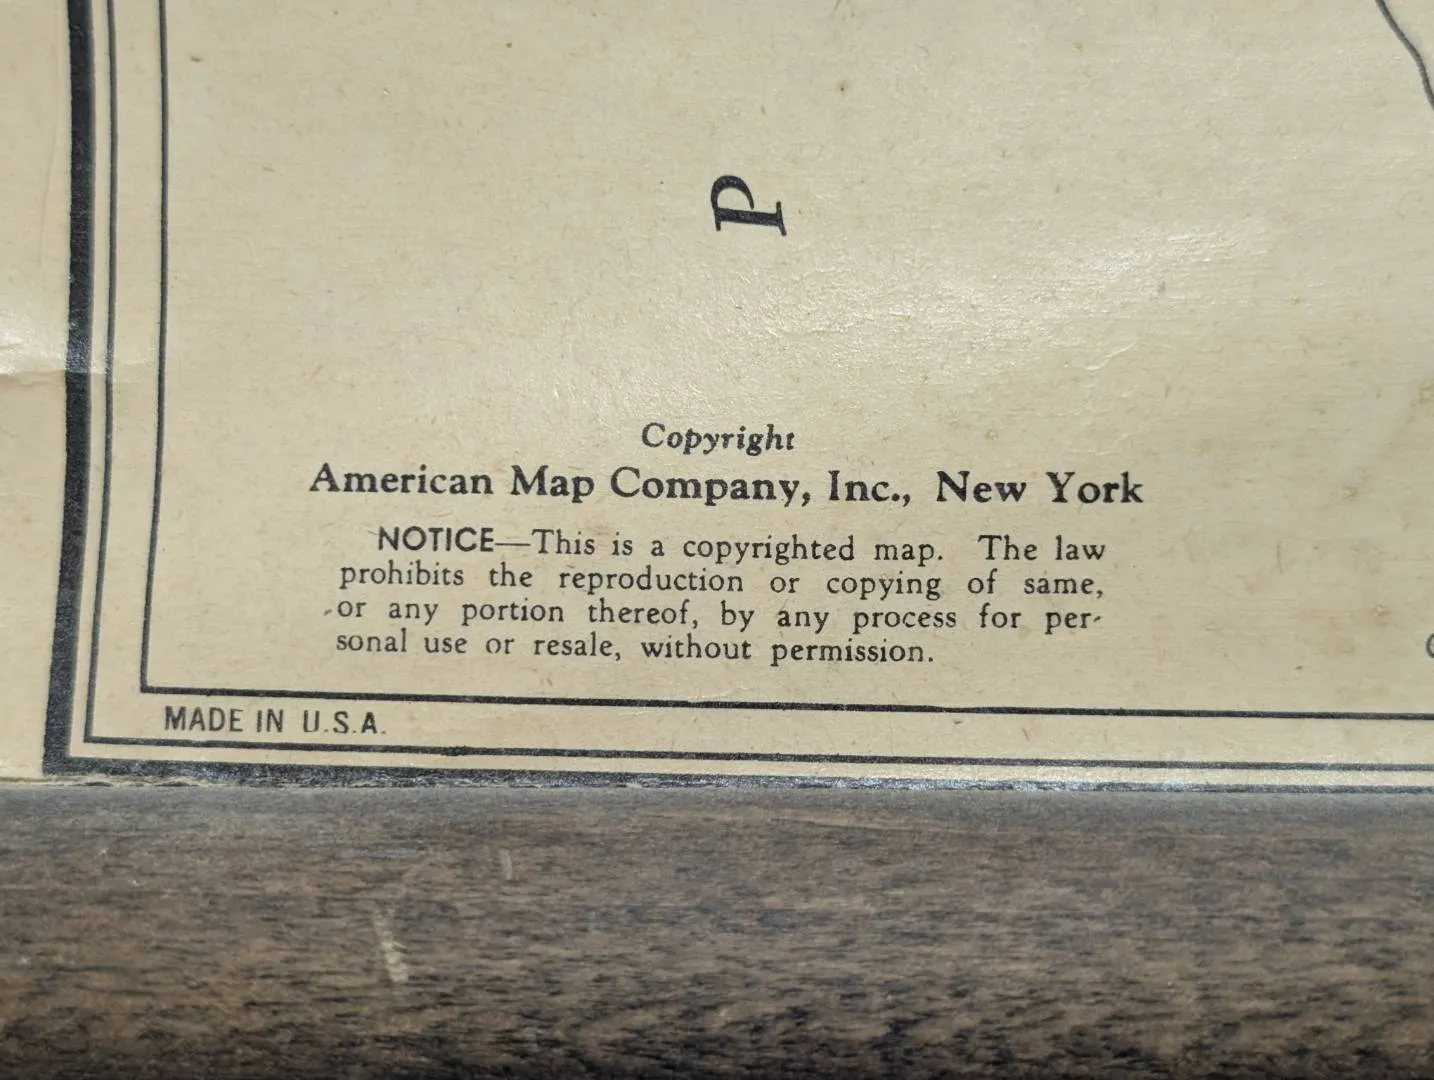 P
Copyright
American Map Company, Inc., New York
NOTICE—This is a copyrighted map. The law
prohibits the reproduction or copying of same,
or any portion thereof, by any process for per-
sonal use or resale, without permission.
MADE IN U.S.A.